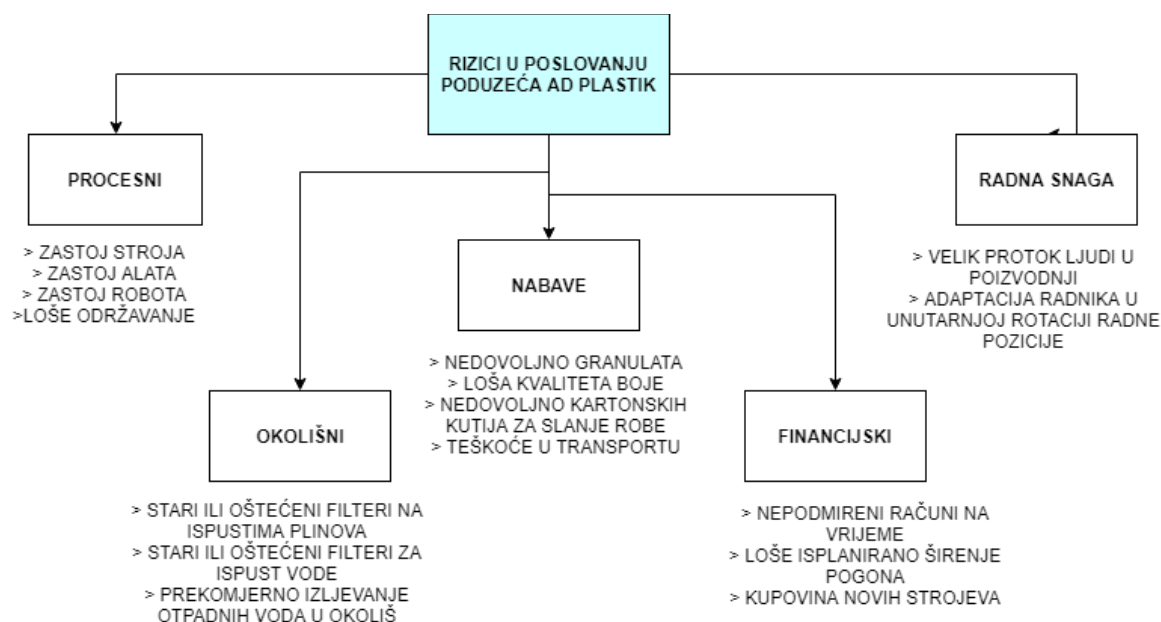 RIZICI U POSLOVANJU
PODUZEĆA AD PLASTIK
PROCESNI
> ZASTOJ STROJA
> ZASTOJ ALATA
> ZASTOJ ROBOTA
>LOŠE ODRŽAVANJE
OKOLIŠNI
> STARI ILI OŠTEĆENI FILTERI NA
ISPUSTIMA PLINOVA
> STARI ILI OŠTEĆENI FILTERI ZA
ISPUST VODE
> PREKOMJERNO IZLJEVANJE
OTPADNIH VODA U OKOLIŠ
NABAVE
> NEDOVOLJNO GRANULATA
> LOŠA KVALITETA BOJE
> NEDOVOLJNO KARTONSKIH
KUTIJA ZA SLANJE ROBE
> TEŠKOĆE U TRANSPORTU
FINANCIJSKI
> NEPODMIRENI RAČUNI NA
VRIJEME
> LOŠE ISPLANIRANO ŠIRENJE
POGONA
> KUPOVINA NOVIH STROJEVA
RADNA SNAGA
> VELIK PROTOK LJUDI U
POIZVODNJI
> ADAPTACIJA RADNIKA U
UNUTARNJOJ ROTACIJI RADNE
POZICIJE